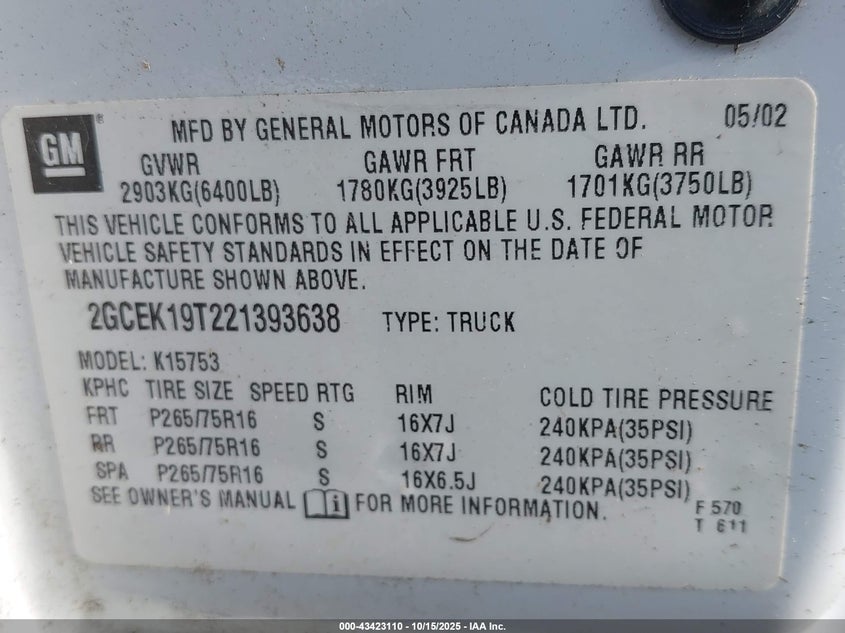 GM ®
MFD BY GENERAL MOTORS OF CANADA LTD. 05/02
GVWR GAWR FRT GAWR RR
2903KG(6400LB) 1780KG(3925LB) 1701KG(3750LB)
THIS VEHICLE CONFORMS TO ALL APPLICABLE U.S. FEDERAL MOTOR
VEHICLE SAFETY STANDARDS IN EFFECT ON THE DATE OF
MANUFACTURE SHOWN ABOVE.
2GCEK19T221393638 TYPE: TRUCK
MODEL: K15753
KPHC TIRE SIZE SPEED RTG RIM COLD TIRE PRESSURE
FRT P265/75R16 S 16X7J 240KPA(35PSI)
RR P265/75R16 S 16X7J 240KPA(35PSI)
SPA P265/75R16 S 16X6.5J 240KPA(35PSI)
SEE OWNER'S MANUAL i FOR MORE INFORMATION.
F 570
T 611
000-43423110 - 10/15/2025 - IAA Inc.